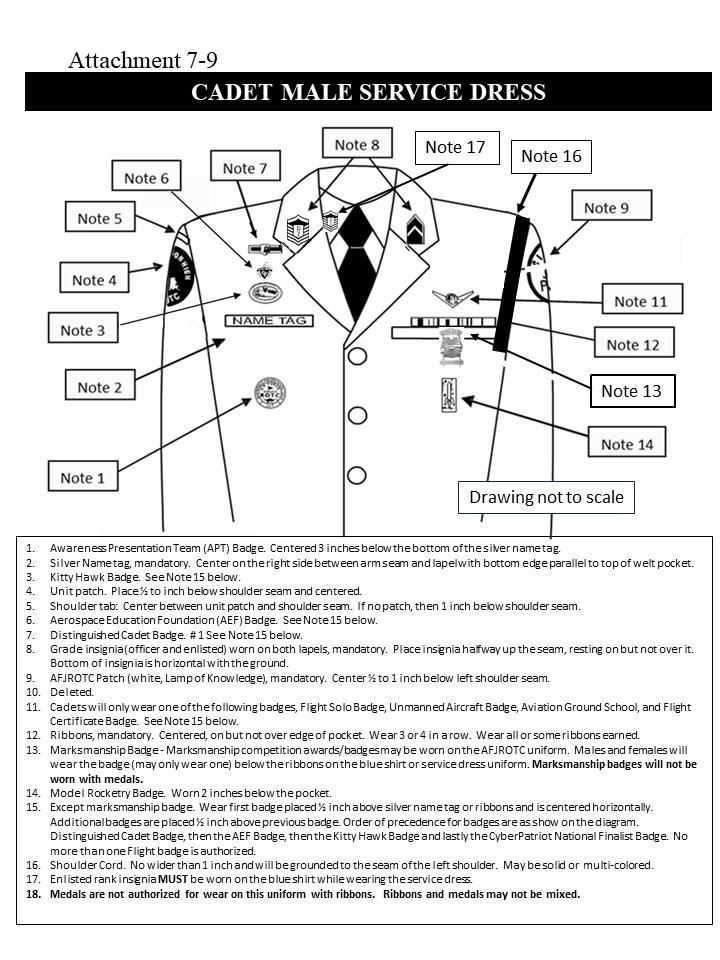 Attachment 7-9
CADET MALE SERVICE DRESS
Note 8
Note 17
Note 16
Note 7
Note 6
Note 9
Note 5
Note 4
Note 11
Note 3
NAME TAG
Note 12
Note 2
Note 13
ROTC
Note 14
Note 1
Drawing not to scale
1. Awareness Presentation Team (APT) Badge. Centered 3 inches below the bottom of the silver name tag.
2. Silver Name tag, mandatory. Center on the right side between arm seam and lapel with bottom edge parallel to top of welt pocket.
3. Kitty Hawk Badge. See Note 15 below.
4. Unit patch. Place ½ to inch below shoulder seam and centered.
5. Shoulder tab: Center between unit patch and shoulder seam. If no patch, then 1 inch below shoulder seam.
6. Aerospace Education Foundation (AEF) Badge. See Note 15 below.
7. Distinguished Cadet Badge. # 1 See Note 15 below.
8. Grade insignia (officer and enlisted) worn on both lapels, mandatory. Place insignia halfway up the seam, resting on but not over it.
Bottom of insignia is horizontal with the ground.
9. AFJROTC Patch (white, Lamp of Knowledge), mandatory. Center ½ to 1 inch below left shoulder seam.
10. Deleted.
11. Cadets will only wear one of the following badges, Flight Solo Badge, Unmanned Aircraft Badge, Aviation Ground School, and Flight
Certificate Badge. See Note 15 below.
12. Ribbons, mandatory. Centered, on but not over edge of pocket. Wear 3 or 4 in a row. Wear all or some ribbons earned.
13. Marksmanship Badge - Marksmanship competition awards/badges may be worn on the AFJROTC uniform. Males and females will
wear the badge (may only wear one) below the ribbons on the blue shirt or service dress uniform. Marksmanship badges will not be
worn with medals.
14. Model Rocketry Badge. Worn 2 inches below the pocket.
15. Except marksmanship badge. Wear first badge placed ½ inch above silver name tag or ribbons and is centered horizontally.
Additional badges are placed ½ inch above previous badge. Order of precedence for badges are as show on the diagram.
Distinguished Cadet Badge, then the AEF Badge, then the Kitty Hawk Badge and lastly the CyberPatriot National Finalist Badge. No
more than one Flight badge is authorized.
16. Shoulder Cord. No wider than 1 inch and will be grounded to the seam of the left shoulder. May be solid or multi-colored.
17. Enlisted rank insignia MUST be worn on the blue shirt while wearing the service dress.
18. Medals are not authorized for wear on this uniform with ribbons. Ribbons and medals may not be mixed.